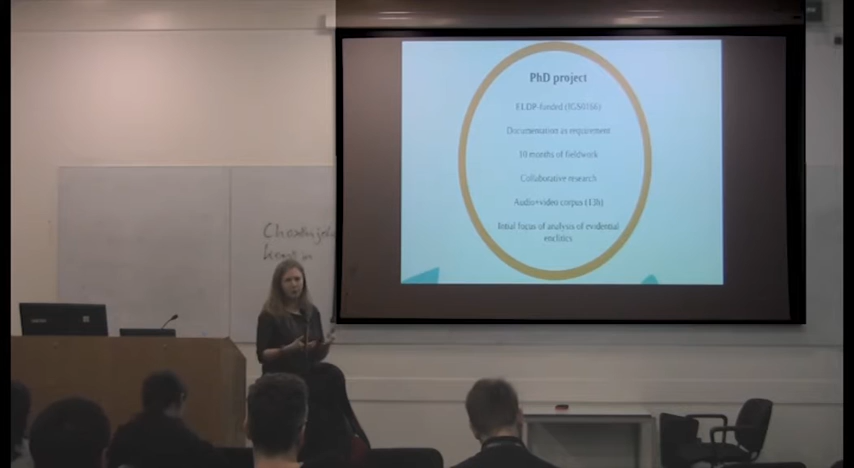 PhD project
ELDP-funded (IGS0166)
Documentation as requirement
10 months of fieldwork
Collaborative research
Audio+video corpus (13h)
Initial focus of analysis of evidential
enclitics